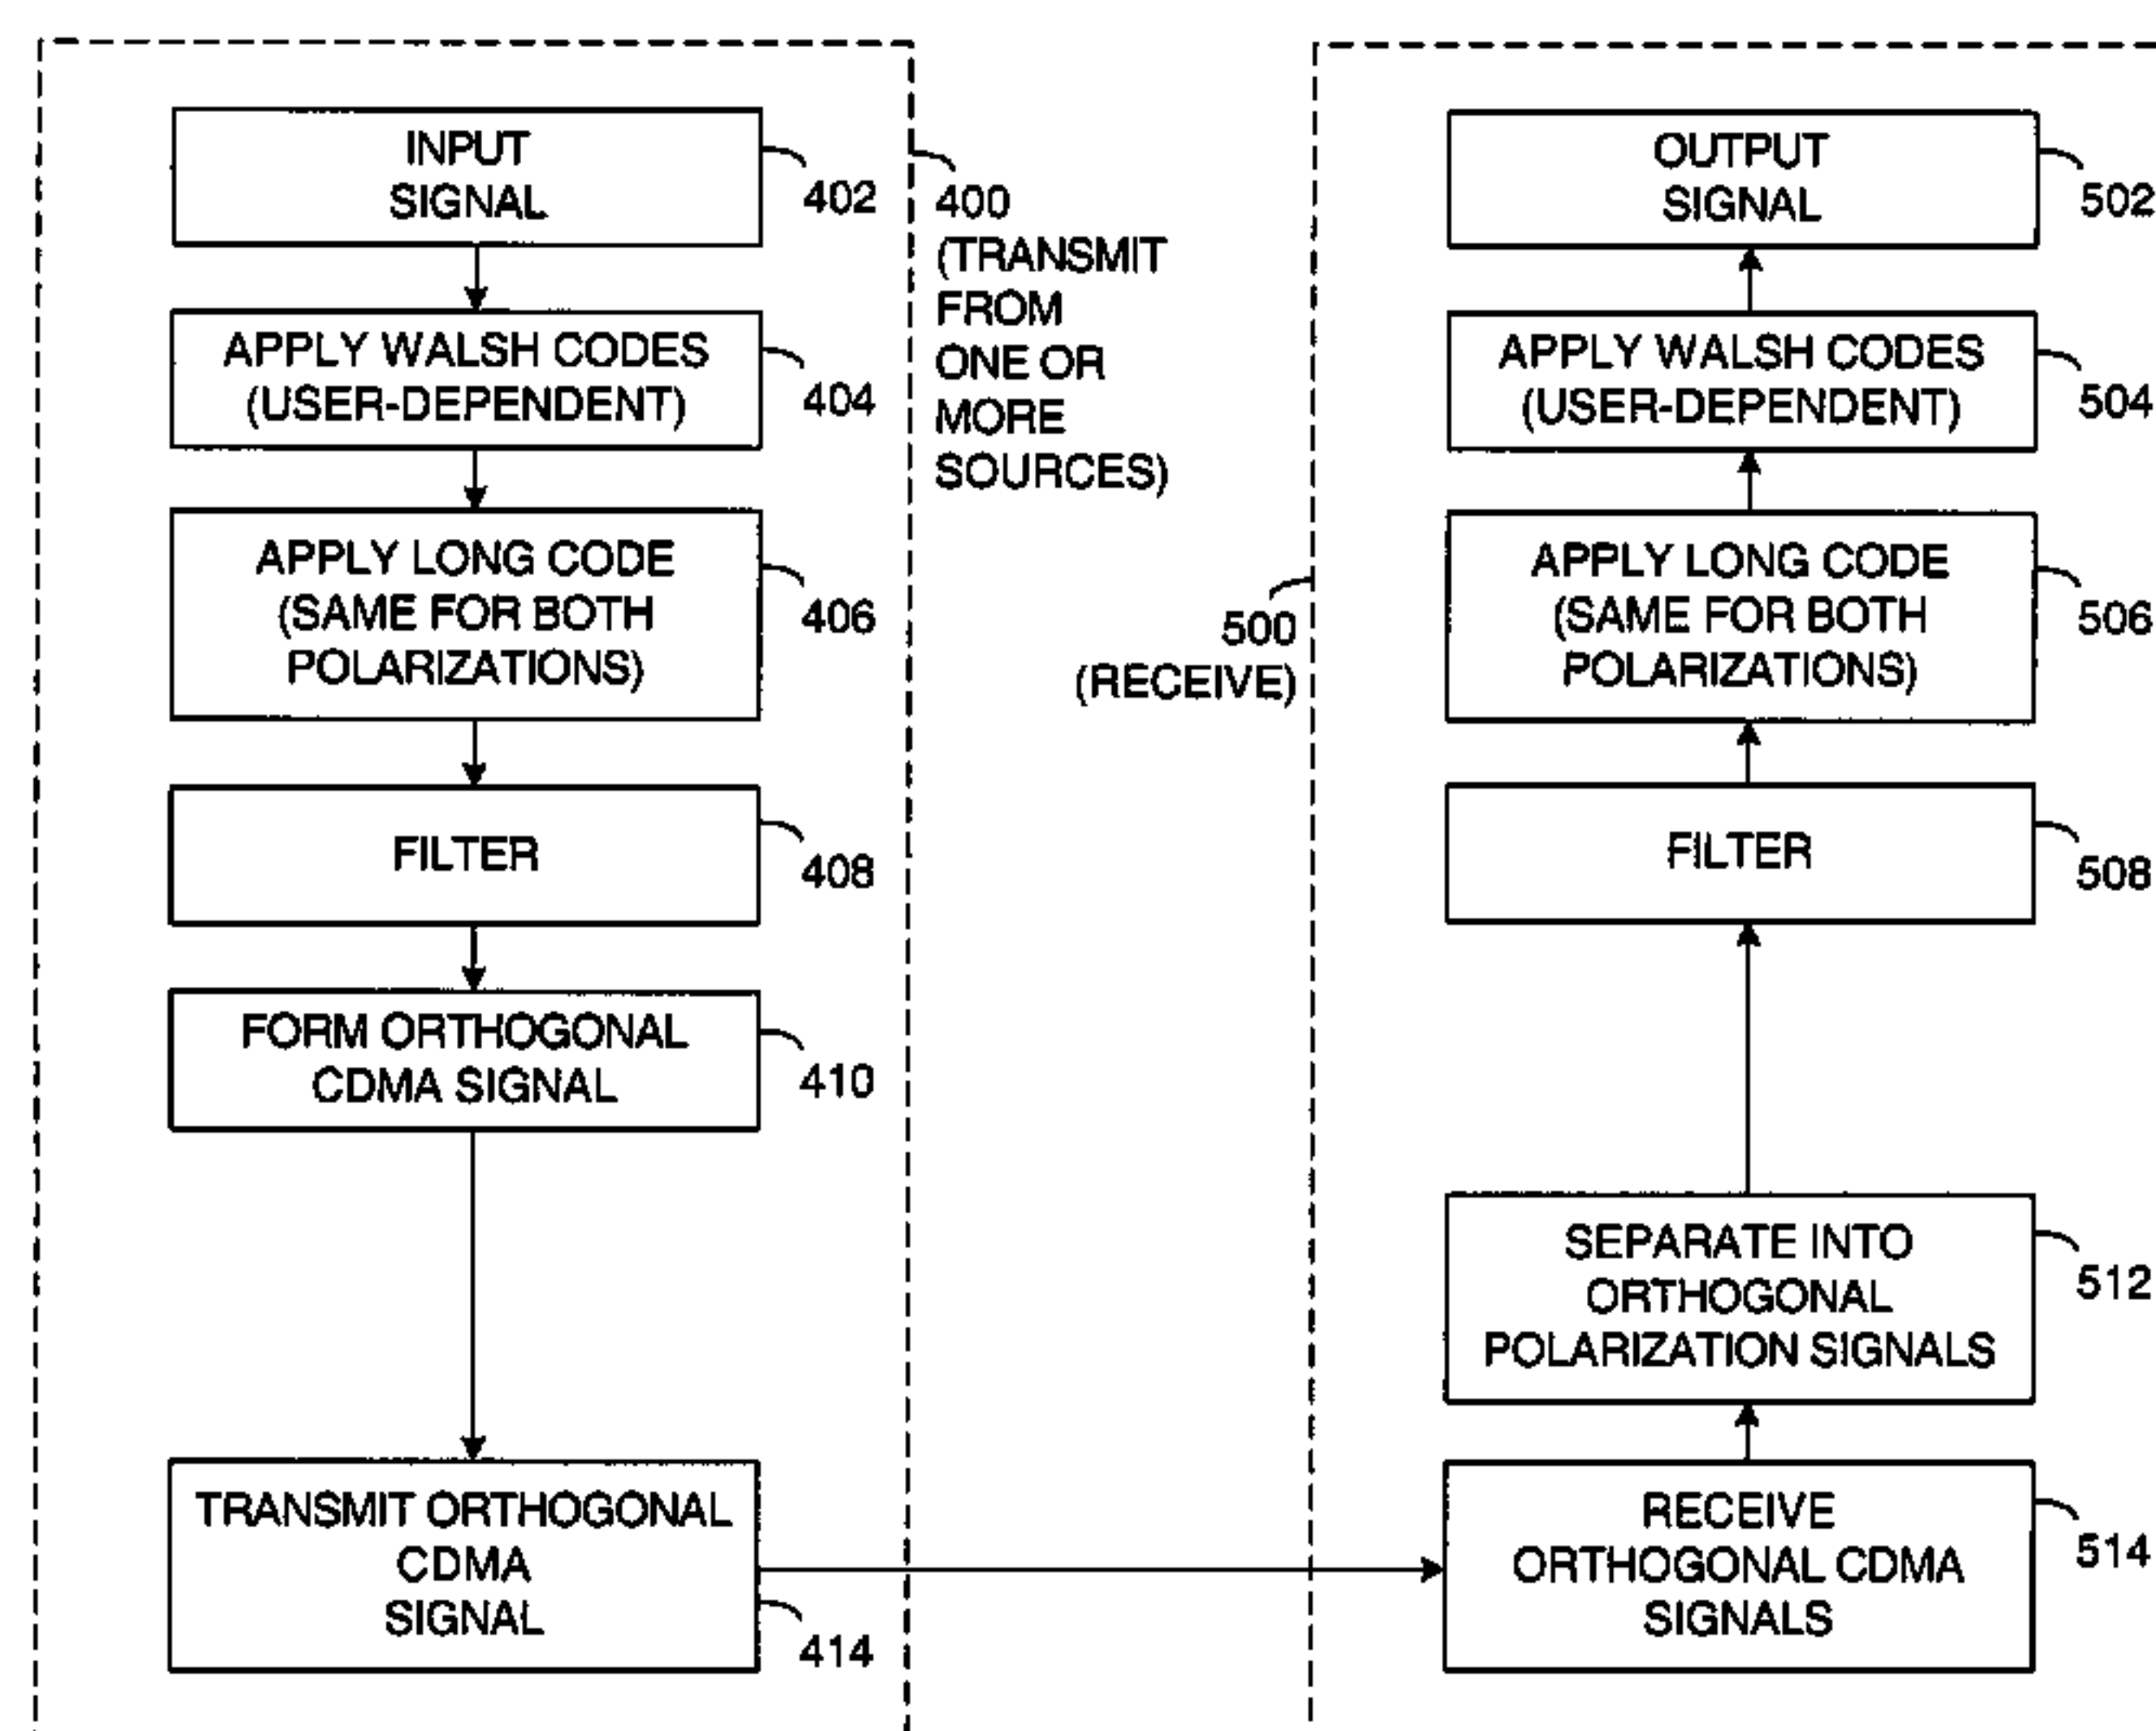 INPUT
SIGNAL
402
APPLY WALSH CODES
(USER-DEPENDENT)
404
APPLY LONG CODE
(SAME FOR BOTH
POLARIZATIONS)
406
FILTER
408
FORM ORTHOGONAL
CDMA SIGNAL
410
TRANSMIT ORTHOGONAL
CDMA
SIGNAL
414
400
(TRANSMIT
FROM
ONE OR
MORE
SOURCES)
500
(RECEIVE)
OUTPUT
SIGNAL
502
APPLY WALSH CODES
(USER-DEPENDENT)
504
APPLY LONG CODE
(SAME FOR BOTH
POLARIZATIONS)
506
FILTER
508
SEPARATE INTO
ORTHOGONAL
POLARIZATION SIGNALS
512
RECEIVE
ORTHOGONAL CDMA
SIGNALS
514